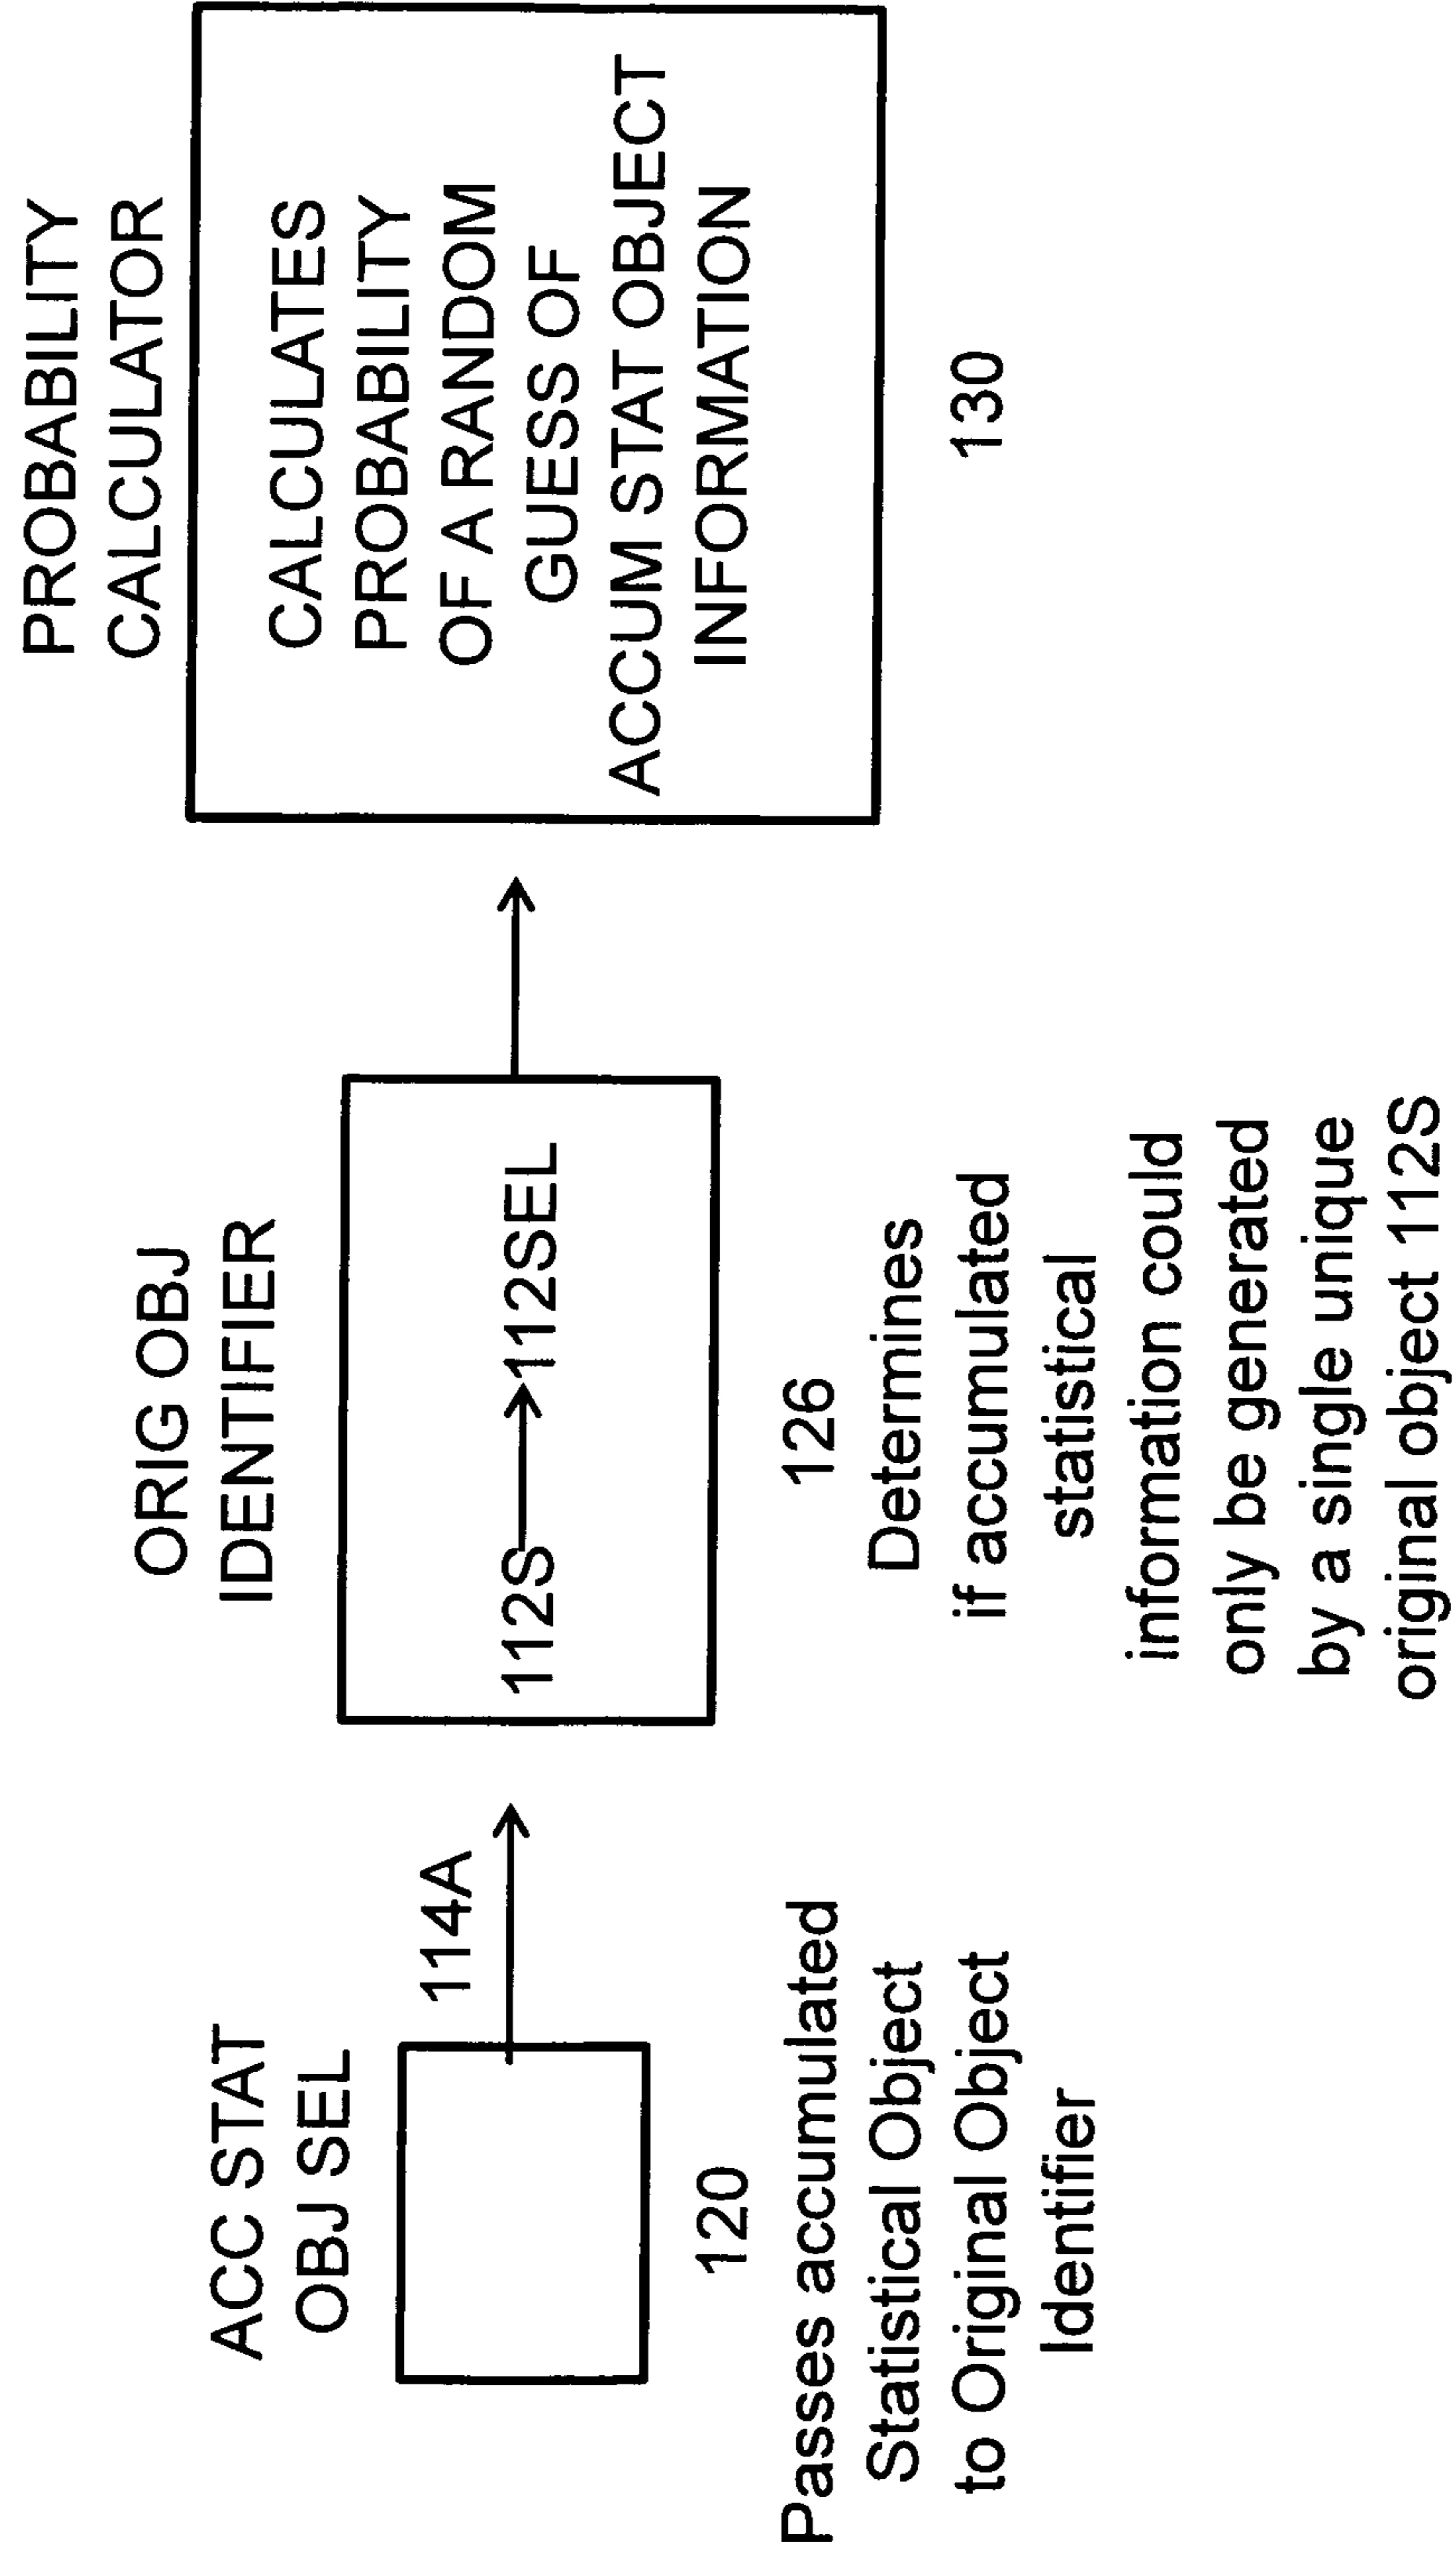 ACC STAT
OBJ SEL
114A
120
Passes accumulated
Statistical Object
to Original Object
Identifier
ORIG OBJ
IDENTIFIER
112S 112SEL
126
Determines
if accumulated
statistical
information could
only be generated
by a single unique
original object 112S
PROBABILITY
CALCULATOR
CALCULATES
PROBABILITY
OF A RANDOM
GUESS OF
ACCUM STAT OBJECT
INFORMATION
130